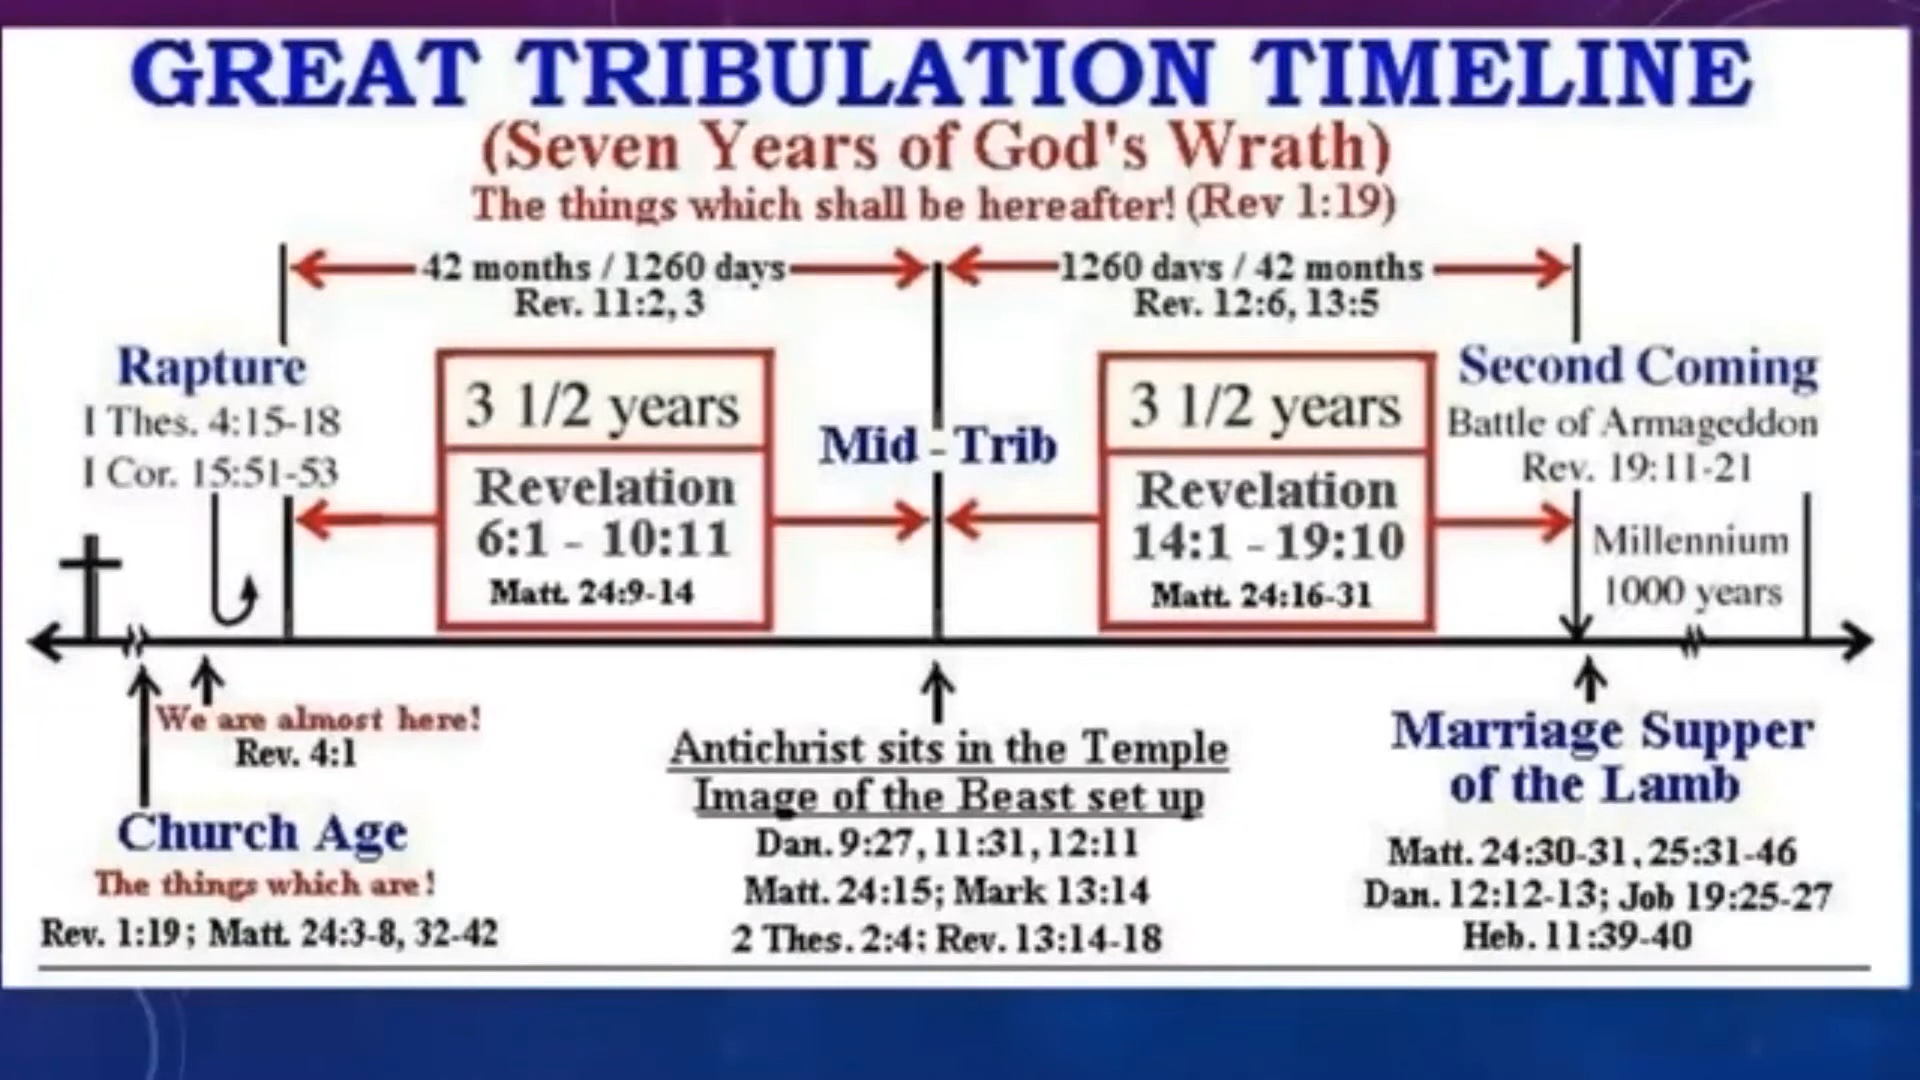 GREAT TRIBULATION TIMELINE
(Seven Years of God's Wrath)
The things which shall be hereafter! (Rev 1:19)
42 months / 1260 days
Rev. 11:2, 3
1260 days / 42 months
Rev. 12:6, 13:5
Rapture
I Thes. 4:15-18
I Cor. 15:51-53
3 1/2 years
Revelation
6:1 - 10:11
Matt. 24:9-14
Mid - Trib
3 1/2 years
Revelation
14:1 - 19:10
Matt. 24:16-31
Second Coming
Battle of Armageddon
Rev. 19:11-21
Millennium
1000 years
We are almost here!
Rev. 4:1
Church Age
The things which are!
Rev. 1:19; Matt. 24:3-8, 32-42
Antichrist sits in the Temple
Image of the Beast set up
Dan. 9:27, 11:31, 12:11
Matt. 24:15; Mark 13:14
2 Thes. 2:4; Rev. 13:14-18
Marriage Supper
of the Lamb
Matt. 24:30-31, 25:31-46
Dan. 12:12-13; Job 19:25-27
Heb. 11:39-40